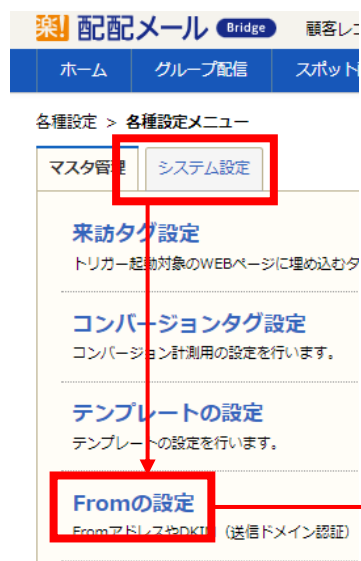 楽! 配配メール Bridge 顧客レコ
ホーム グループ配信 スポット
各種設定 > 各種設定メニュー
マスタ管理 システム設定
来訪タグ設定
トリガー起動対象のWEBページに埋め込むタ
コンバージョンタグ設定
コンバージョン計測用の設定を行います。
テンプレートの設定
テンプレートの設定を行います。
Fromの設定
FromアドレスやDKIM（送信ドメイン認証）